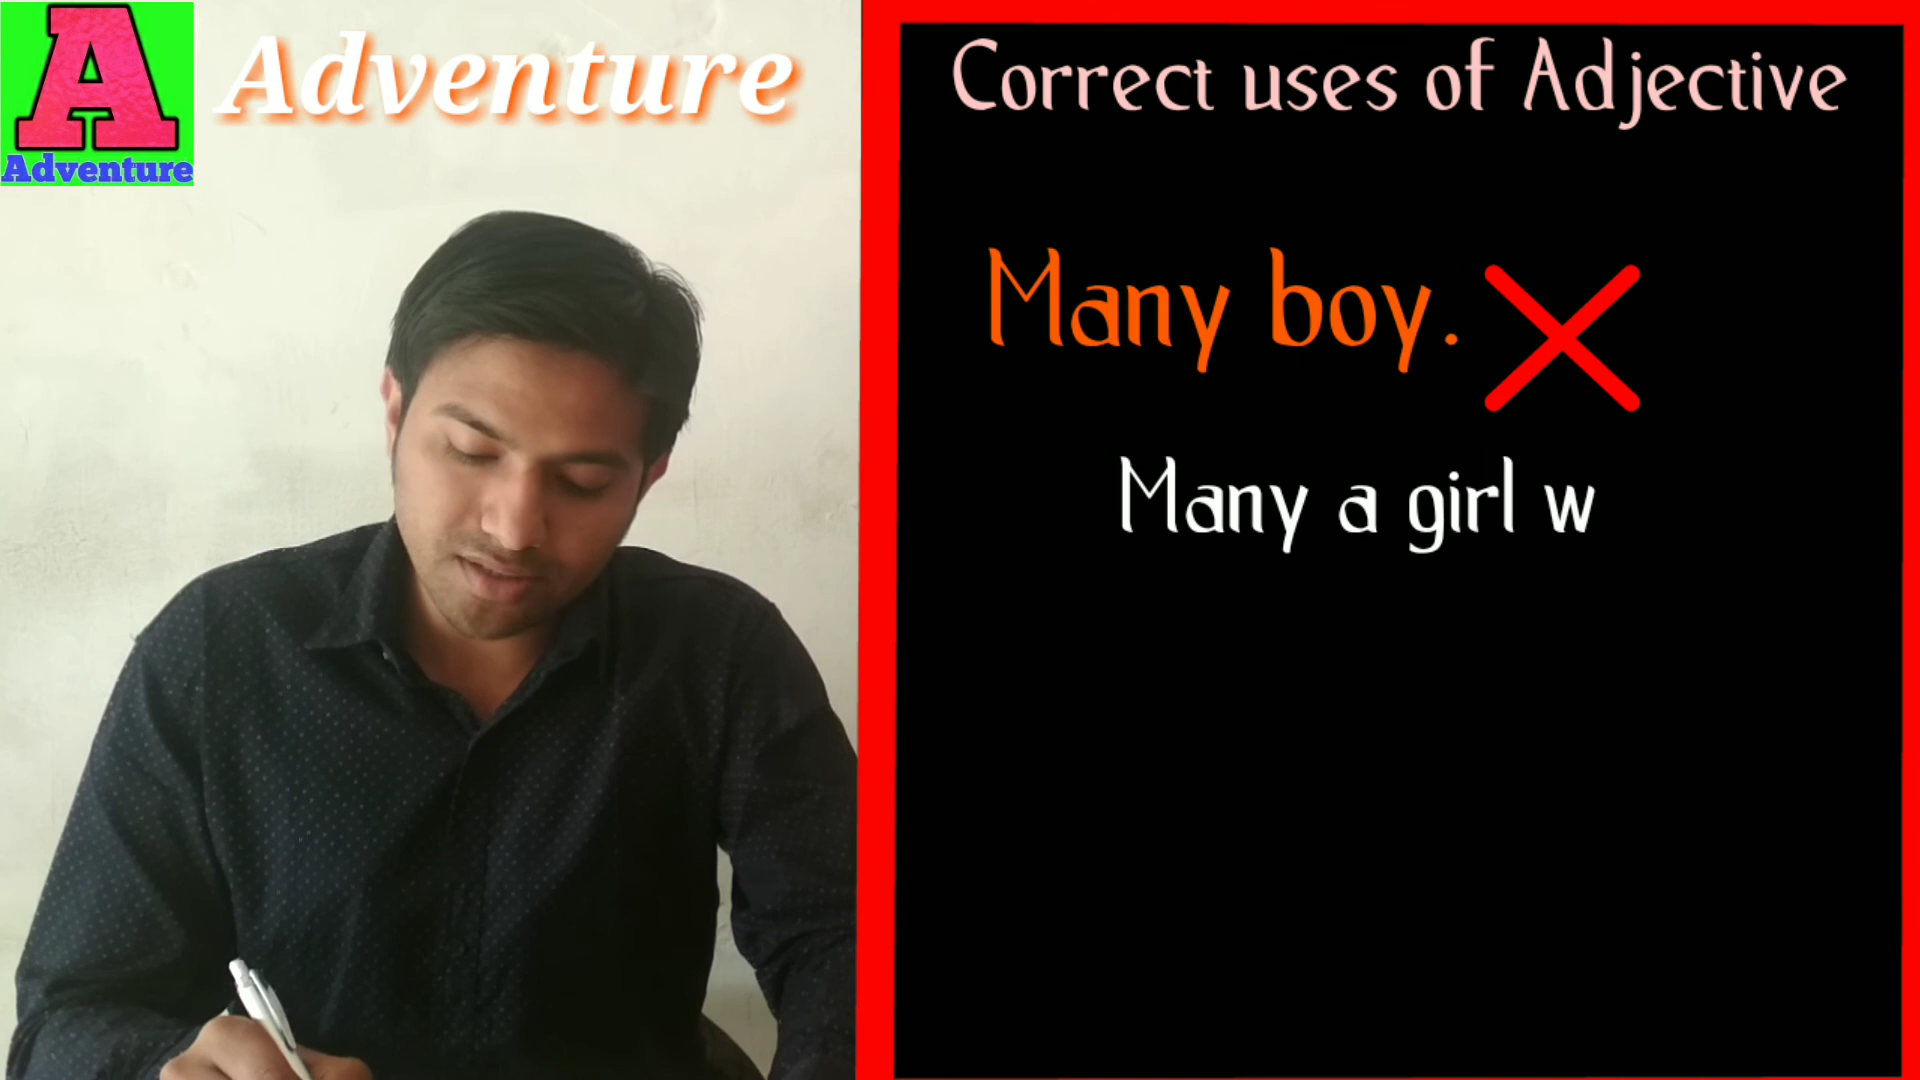 A
Adventure
Adventure
Correct uses of Adjective
Many boy.
Many a girl w